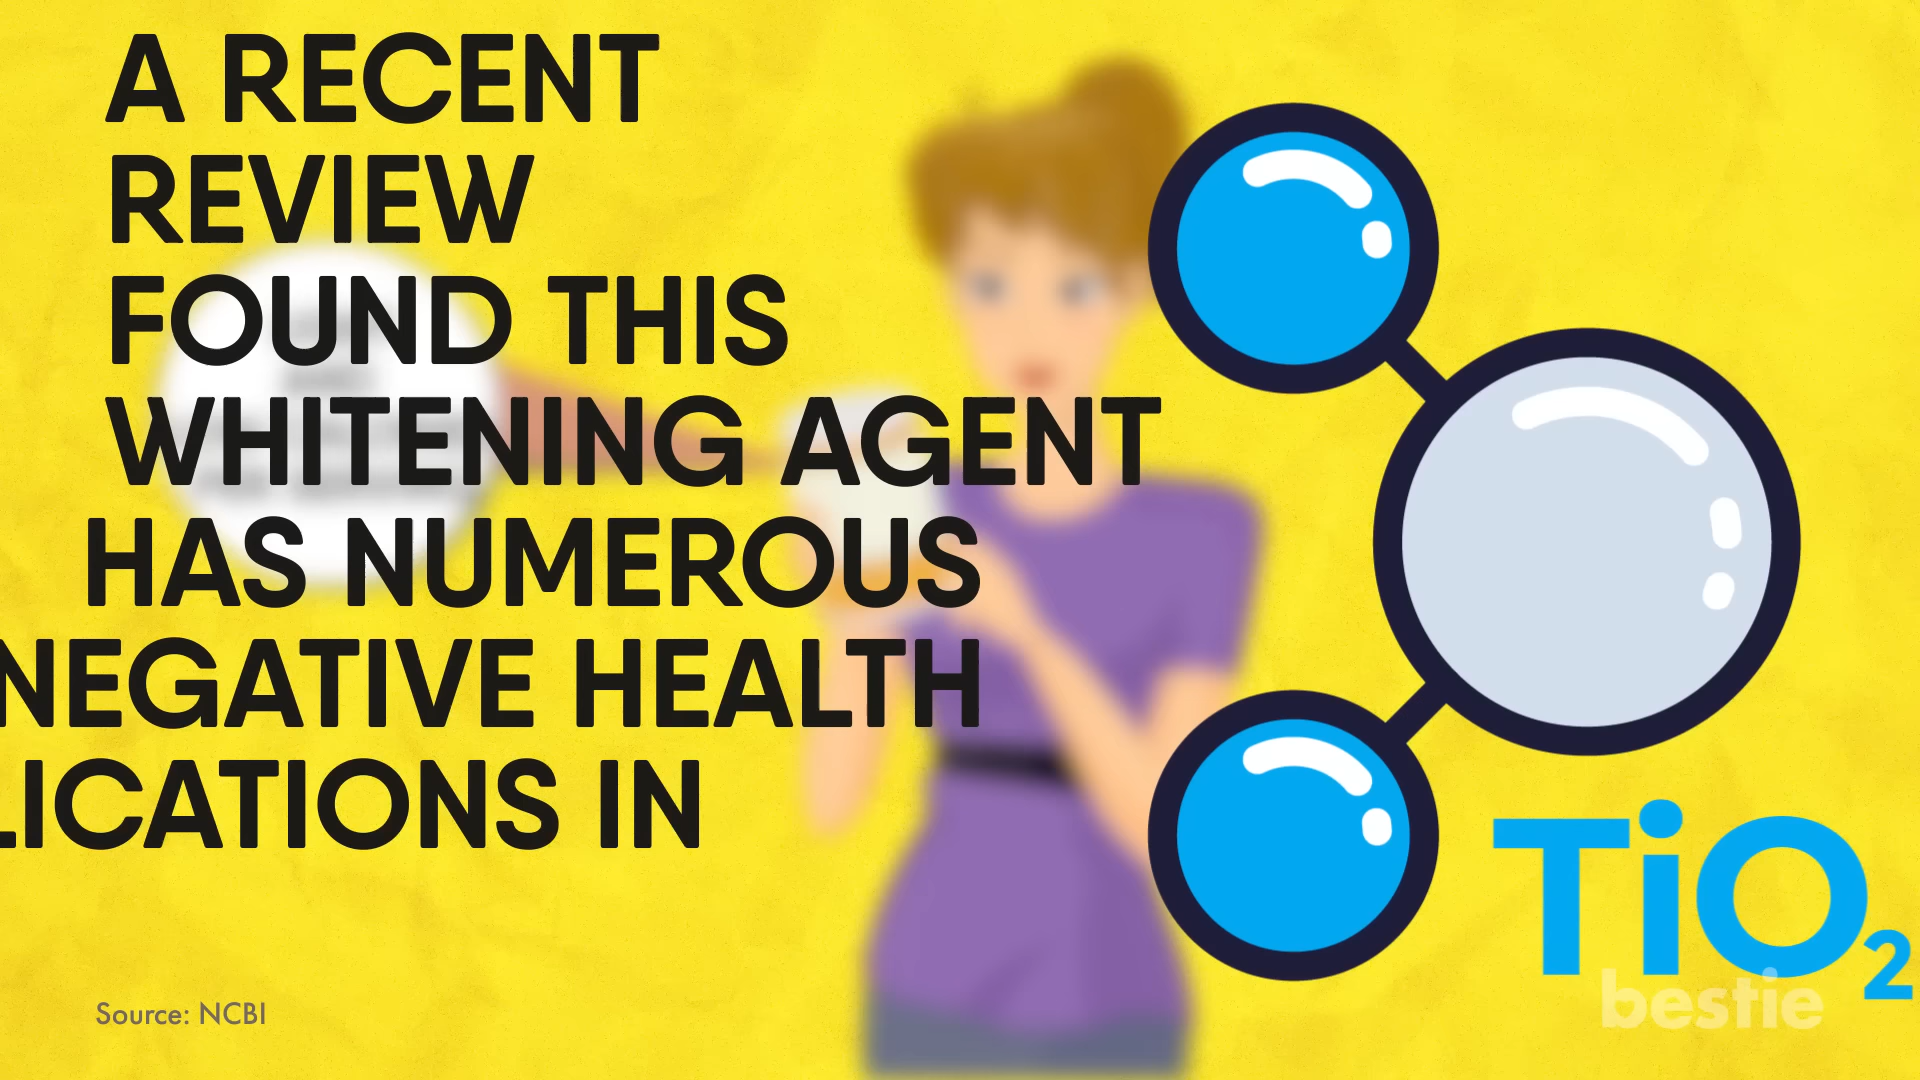 A RECENT
REVIEW
FOUND THIS
WHITENING AGENT
HAS NUMEROUS
NEGATIVE HEALTH
LICATIONS IN
TiO2
bestie
Source: NCBI